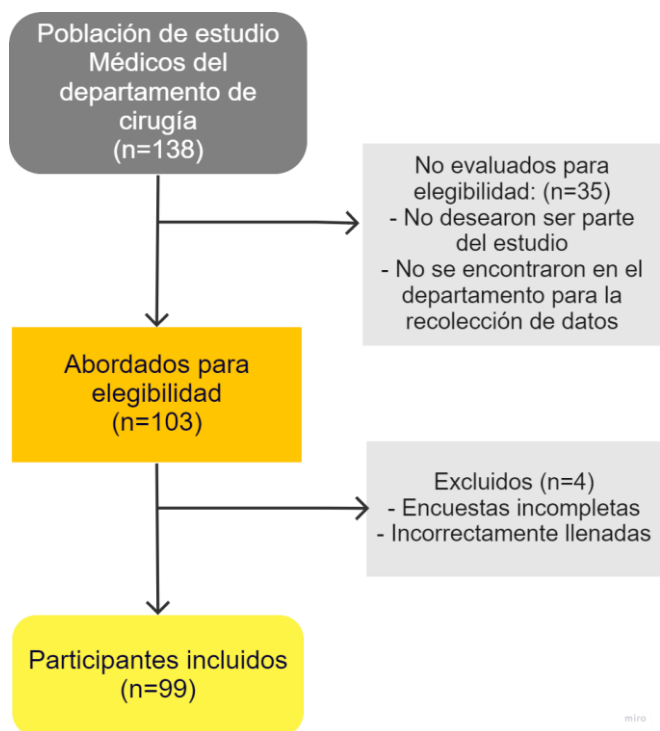 Población de estudio
Médicos del
departamento de
cirugía
(n=138)
No evaluados para
elegibilidad: (n=35)
- No desearon ser parte
del estudio
- No se encontraron en el
departamento para la
recolección de datos
Abordados para
elegibilidad
(n=103)
Excluidos (n=4)
- Encuestas incompletas
- Incorrectamente llenadas
Participantes incluidos
(n=99)
miro